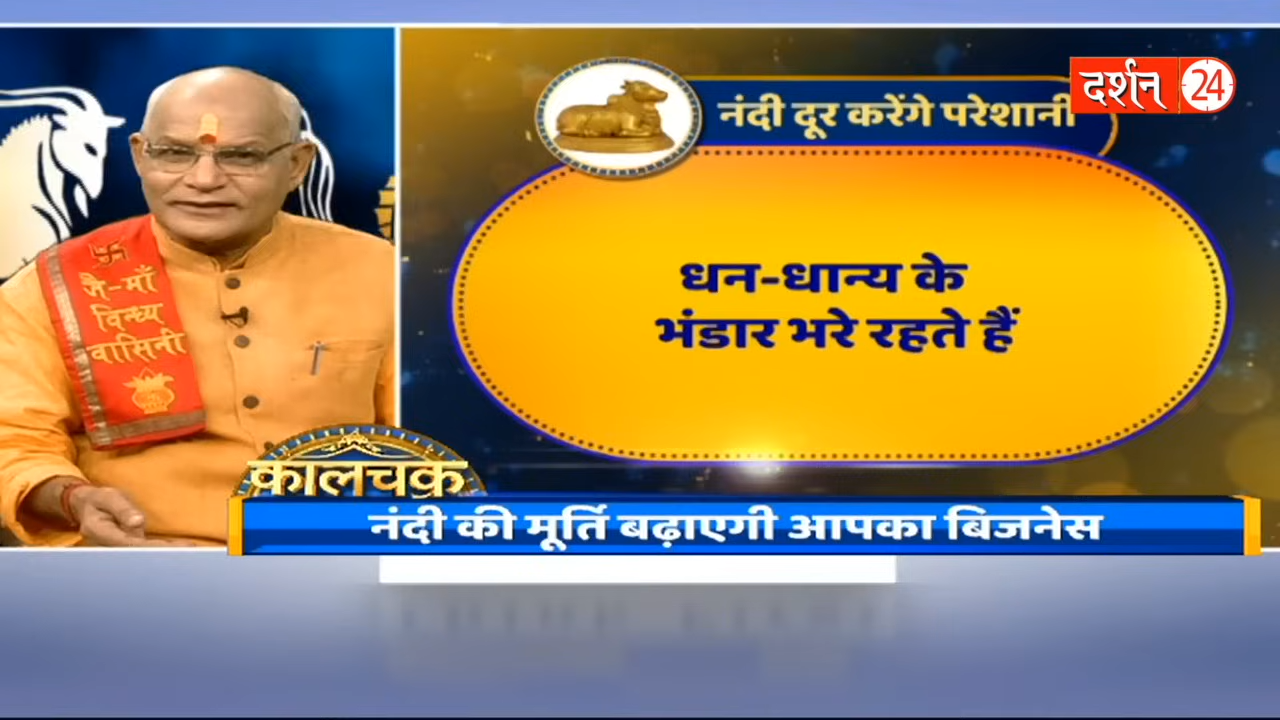 दर्शन 24
नंदी दूर करेंगे परेशानी
धन-धान्य के
भंडार भरे रहते हैं
जै-माँ
विन्ध्य
वासिनी
कालचक्र
नंदी की मूर्ति बढ़ाएगी आपका बिजनेस